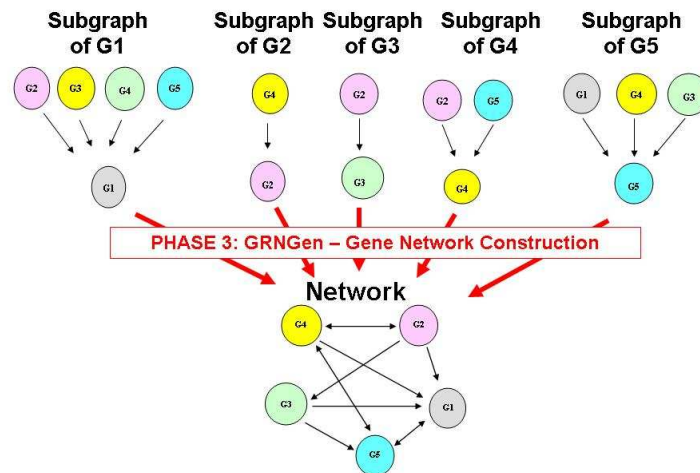 Subgraph
of G1
Subgraph
of G2
Subgraph
of G3
Subgraph
of G4
Subgraph
of G5
G2 G3 G4 G5
G1
G4
G2
G2
G3
G2 G5
G4
G1 G4 G3
G5
PHASE 3: GRNGen – Gene Network Construction
Network
G4 G2
G3 G1
G5